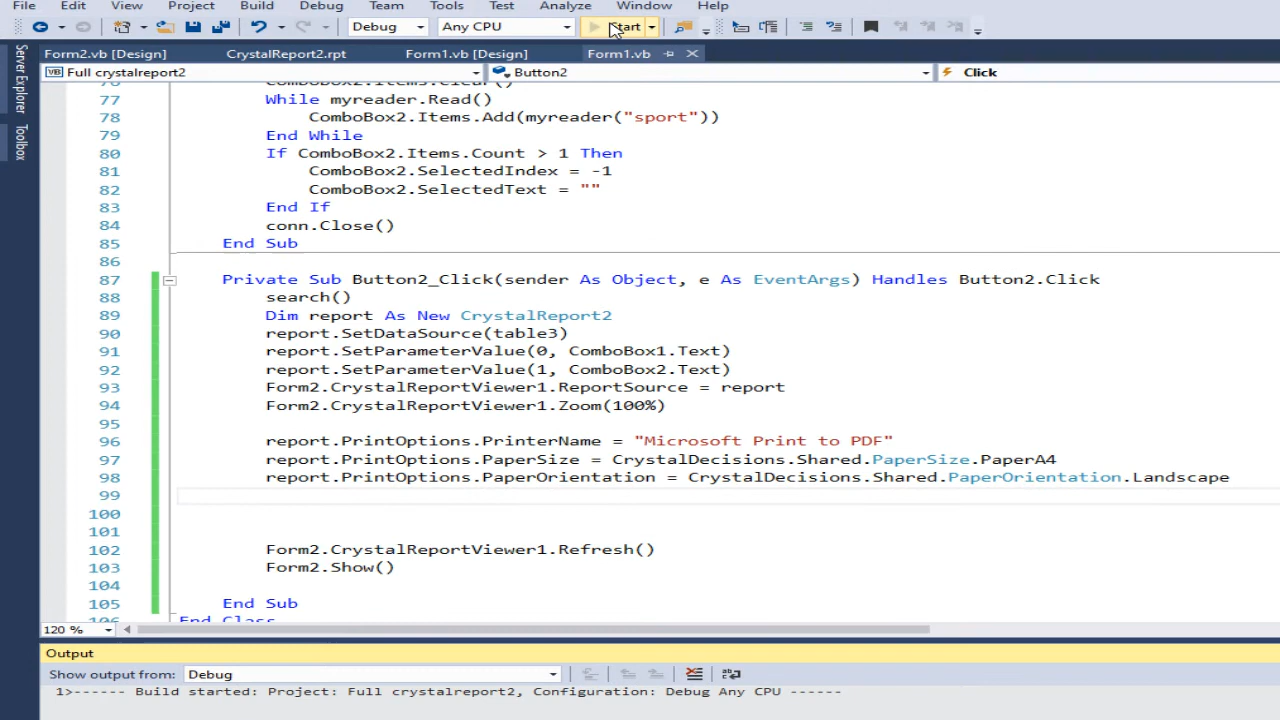 File Edit View Project Build Debug Team Tools Test Analyze Window Help
Debug Any CPU Start
Form2.vb [Design] CrystalReport2.rpt Form1.vb [Design] Form1.vb
VB Full crystalreport2 Button2 Click
Server Explorer
Toolbox
76 ComboBox2.Items.Clear()
77 While myreader.Read()
78 ComboBox2.Items.Add(myreader("sport"))
79 End While
80 If ComboBox2.Items.Count > 1 Then
81 ComboBox2.SelectedIndex = -1
82 ComboBox2.SelectedText = ""
83 End If
84 conn.Close()
85 End Sub
86
87 Private Sub Button2_Click(sender As Object, e As EventArgs) Handles Button2.Click
88 search()
89 Dim report As New CrystalReport2
90 report.SetDataSource(table3)
91 report.SetParameterValue(0, ComboBox1.Text)
92 report.SetParameterValue(1, ComboBox2.Text)
93 Form2.CrystalReportViewer1.ReportSource = report
94 Form2.CrystalReportViewer1.Zoom(100%)
95
96 report.PrintOptions.PrinterName = "Microsoft Print to PDF"
97 report.PrintOptions.PaperSize = CrystalDecisions.Shared.PaperSize.PaperA4
98 report.PrintOptions.PaperOrientation = CrystalDecisions.Shared.PaperOrientation.Landscape
99
100
101
102 Form2.CrystalReportViewer1.Refresh()
103 Form2.Show()
104
105 End Sub
106 End Class
120 %
Output
Show output from: Debug
1>------ Build started: Project: Full crystalreport2, Configuration: Debug Any CPU ------